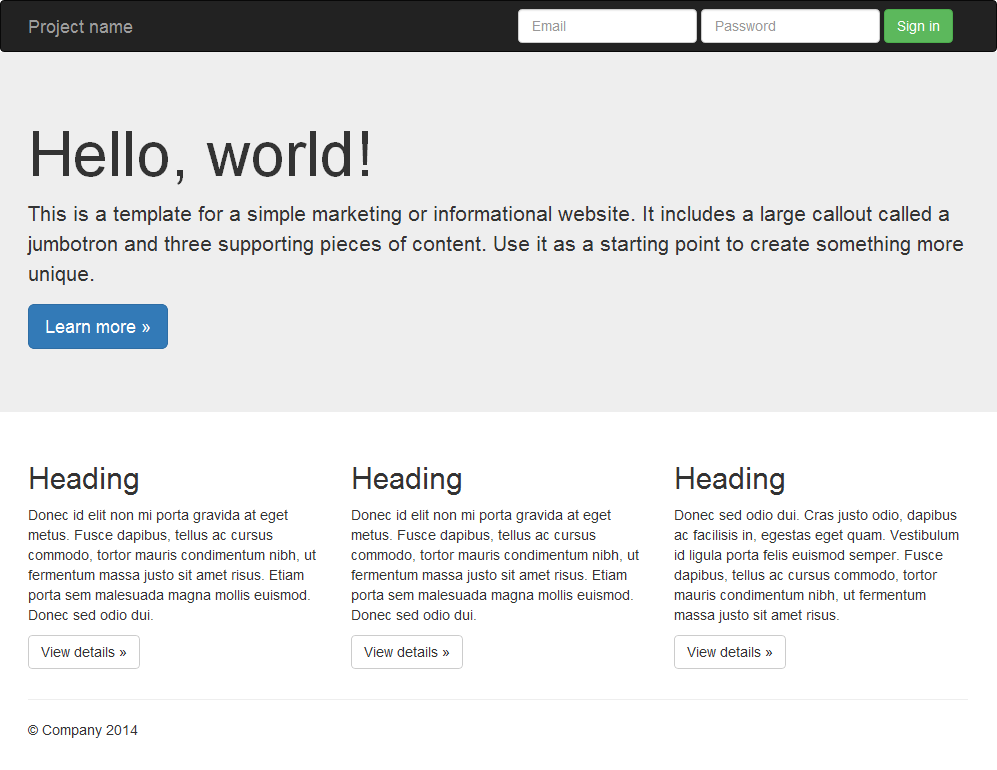 Project name
Email
Password
Sign in
Hello, world!
This is a template for a simple marketing or informational website. It includes a large callout called a
jumbotron and three supporting pieces of content. Use it as a starting point to create something more
unique.
Learn more »
Heading
Donec id elit non mi porta gravida at eget
metus. Fusce dapibus, tellus ac cursus
commodo, tortor mauris condimentum nibh, ut
fermentum massa justo sit amet risus. Etiam
porta sem malesuada magna mollis euismod.
Donec sed odio dui.
View details »
Heading
Donec id elit non mi porta gravida at eget
metus. Fusce dapibus, tellus ac cursus
commodo, tortor mauris condimentum nibh, ut
fermentum massa justo sit amet risus. Etiam
porta sem malesuada magna mollis euismod.
Donec sed odio dui.
View details »
Heading
Donec sed odio dui. Cras justo odio, dapibus
ac facilisis in, egestas eget quam. Vestibulum
id ligula porta felis euismod semper. Fusce
dapibus, tellus ac cursus commodo, tortor
mauris condimentum nibh, ut fermentum
massa justo sit amet risus.
View details »
© Company 2014